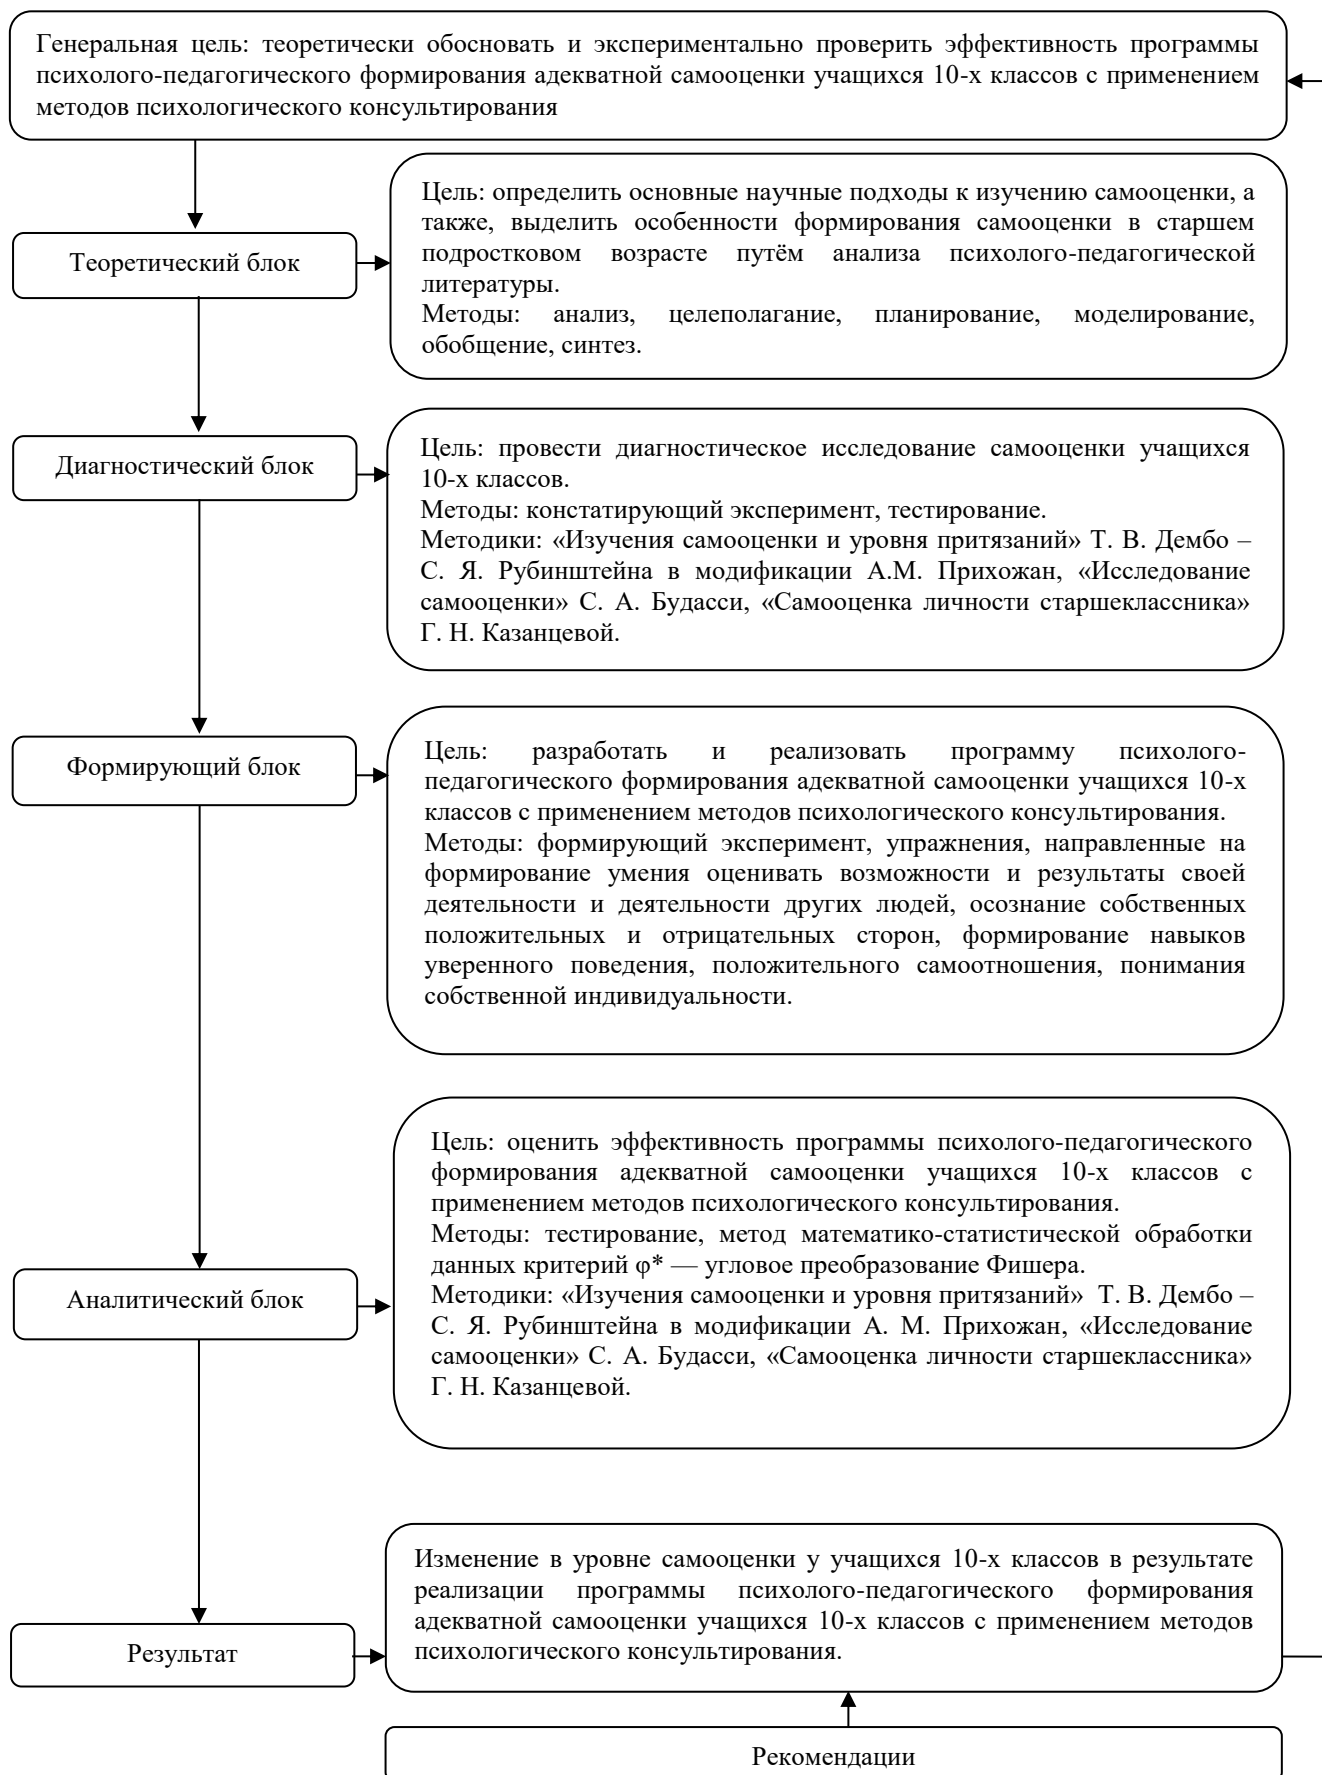 Генеральная цель: теоретически обосновать и экспериментально проверить эффективность программы
психолого-педагогического формирования адекватной самооценки учащихся 10-х классов с применением
методов психологического консультирования
Теоретический блок
Цель: определить основные научные подходы к изучению самооценки, а
также, выделить особенности формирования самооценки в старшем
подростковом возрасте путём анализа психолого-педагогической
литературы.
Методы: анализ, целеполагание, планирование, моделирование,
обобщение, синтез.
Диагностический блок
Цель: провести диагностическое исследование самооценки учащихся
10-х классов.
Методы: констатирующий эксперимент, тестирование.
Методики: «Изучения самооценки и уровня притязаний» Т. В. Дембо –
С. Я. Рубинштейна в модификации А.М. Прихожан, «Исследование
самооценки» С. А. Будасси, «Самооценка личности старшеклассника»
Г. Н. Казанцевой.
Формирующий блок
Цель: разработать и реализовать программу психолого-
педагогического формирования адекватной самооценки учащихся 10-х
классов с применением методов психологического консультирования.
Методы: формирующий эксперимент, упражнения, направленные на
формирование умения оценивать возможности и результаты своей
деятельности и деятельности других людей, осознание собственных
положительных и отрицательных сторон, формирование навыков
уверенного поведения, положительного самоотношения, понимания
собственной индивидуальности.
Аналитический блок
Цель: оценить эффективность программы психолого-педагогического
формирования адекватной самооценки учащихся 10-х классов с
применением методов психологического консультирования.
Методы: тестирование, метод математико-статистической обработки
данных критерий φ* — угловое преобразование Фишера.
Методики: «Изучения самооценки и уровня притязаний» Т. В. Дембо –
С. Я. Рубинштейна в модификации А. М. Прихожан, «Исследование
самооценки» С. А. Будасси, «Самооценка личности старшеклассника»
Г. Н. Казанцевой.
Результат
Изменение в уровне самооценки у учащихся 10-х классов в результате
реализации программы психолого-педагогического формирования
адекватной самооценки учащихся 10-х классов с применением методов
психологического консультирования.
Рекомендации